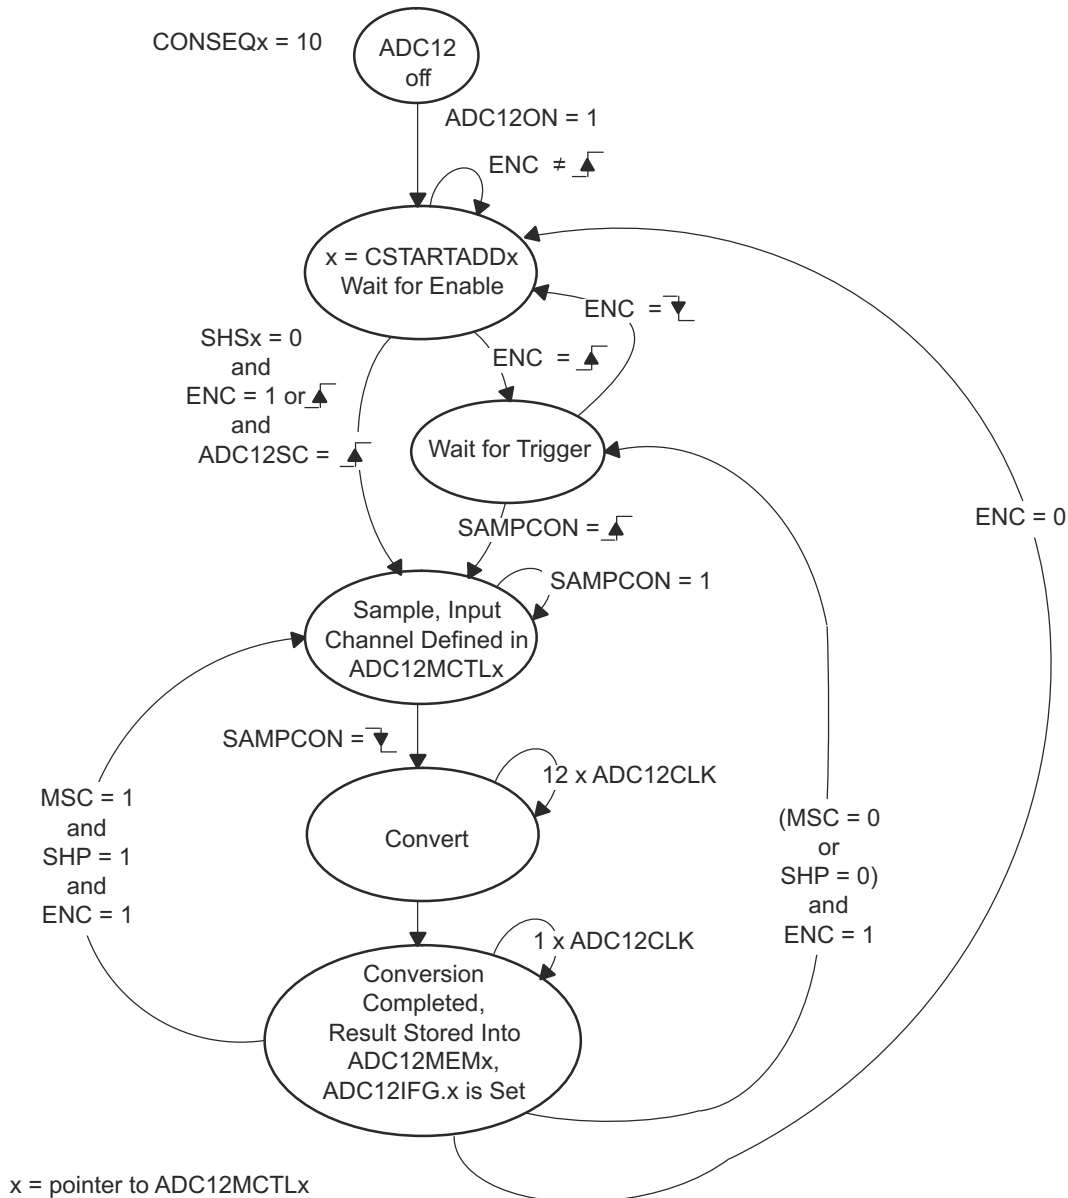 CONSEQx = 10
ADC12
off
ADC12ON = 1
ENC ≠
x = CSTARTADDx
Wait for Enable
ENC =
SHSx = 0
and
ENC = 1 or
and
ADC12SC =
ENC =
Wait for Trigger
ENC = 0
SAMPCON =
SAMPCON = 1
Sample, Input
Channel Defined in
ADC12MCTLx
SAMPCON =
12 x ADC12CLK
MSC = 1
and
SHP = 1
and
ENC = 1
Convert
(MSC = 0
or
SHP = 0)
and
ENC = 1
1 x ADC12CLK
Conversion
Completed,
Result Stored Into
ADC12MEMx,
ADC12IFG.x is Set
x = pointer to ADC12MCTLx